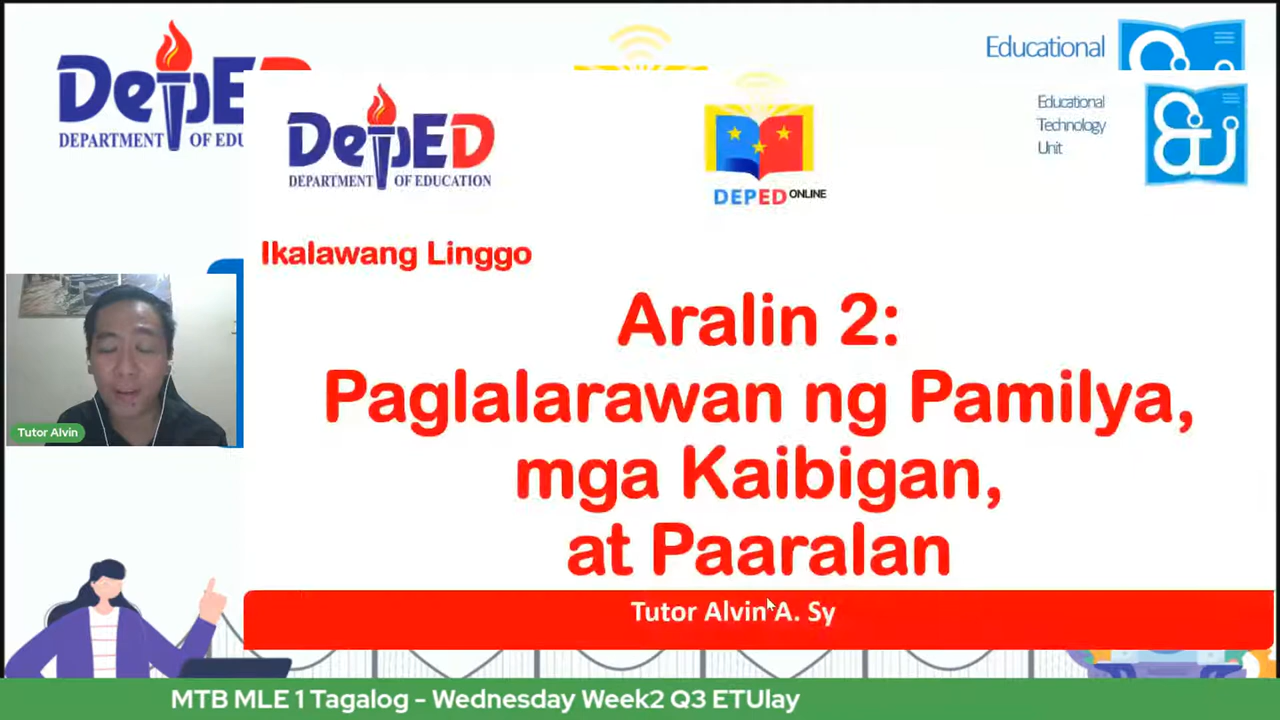 DepED
DEPARTMENT OF EDU
Educational
DepED
DEPARTMENT OF EDUCATION
DEPED ONLINE
Educational
Technology
Unit
Ikalawang Linggo
Aralin 2:
Paglalarawan ng Pamilya,
mga Kaibigan,
at Paaralan
Tutor Alvin
Tutor Alvin A. Sy
MTB MLE 1 Tagalog - Wednesday Week2 Q3 ETUlay